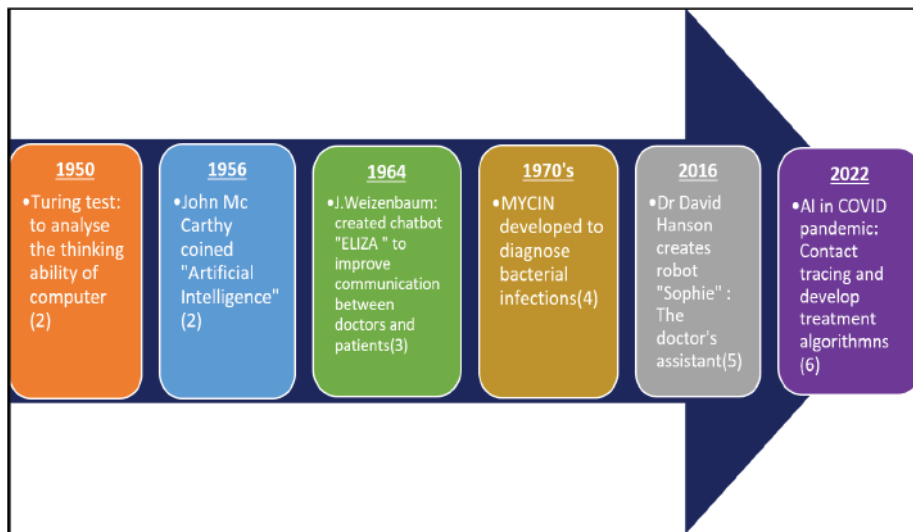 1950
•Turing test:
to analyse
the thinking
ability of
computer
(2)
1956
•John Mc
Carthy
coined
"Artificial
Intelligence"
(2)
1964
•J.Weizenbaum:
created chatbot
"ELIZA " to
improve
communication
between
doctors and
patients(3)
1970's
•MYCIN
developed to
diagnose
bacterial
infections(4)
2016
•Dr David
Hanson
creates
robot
"Sophie" :
The
doctor's
assistant(5)
2022
•AI in COVID
pandemic:
Contact
tracing and
develop
treatment
algorithmns
(6)